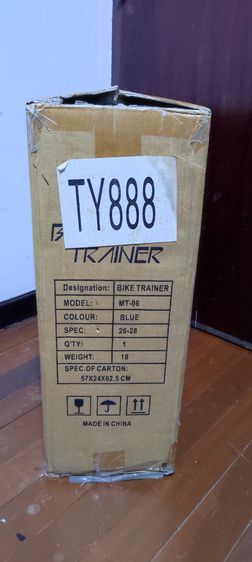 TY888
TRAINER
Designation: BIKE TRAINER
MODEL: MT-06
COLOUR: BLUE
SPEC: 26-28
Q'TY: 1
WEIGHT: 10
SPEC.OF CARTON:
57X24X62.5 CM
MADE IN CHINA